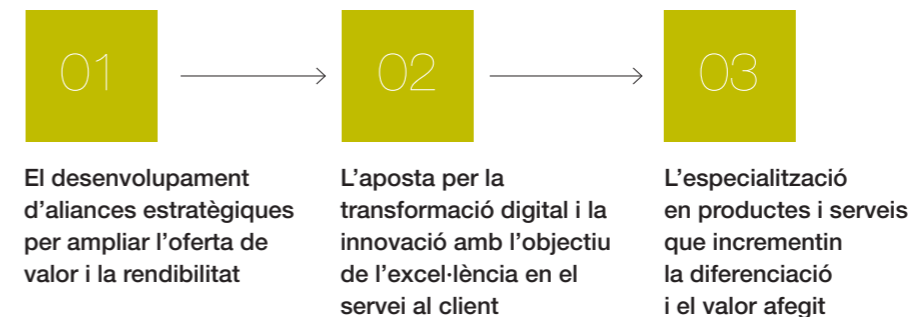 01
El desenvolupament
d’aliances estratègiques
per ampliar l’oferta de
valor i la rendibilitat
02
L’aposta per la
transformació digital i la
innovació amb l’objectiu
de l’excel·lència en el
servei al client
03
L’especialització
en productes i serveis
que incrementin
la diferenciació
i el valor afegit